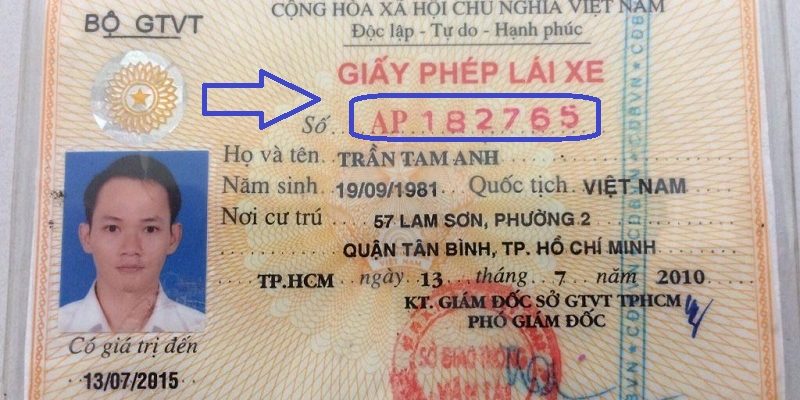 CỘNG HÒA XÃ HỘI CHỦ NGHĨA VIỆT NAM
Độc lập - Tự do - Hạnh phúc
BỘ GTVT
GIẤY PHÉP LÁI XE
Số AP 182765
Họ và tên TRẦN TAM ANH
Năm sinh 19/09/1981 Quốc tịch VIỆT NAM
Nơi cư trú 57 LAM SƠN, PHƯỜNG 2
QUẬN TÂN BÌNH, TP. HỒ CHÍ MINH
TP.HCM ngày 13 tháng 7 năm 2010
KT. GIÁM ĐỐC SỞ GTVT TPHCM
PHÓ GIÁM ĐỐC
Có giá trị đến
13/07/2015
CĐBVN CĐBVN CĐBVN CĐBVN